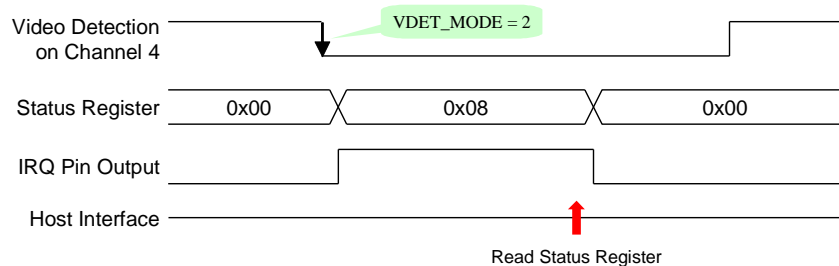 VDET_MODE = 2
Video Detection
on Channel 4
Status Register
0x00
0x08
0x00
IRQ Pin Output
Host Interface
Read Status Register